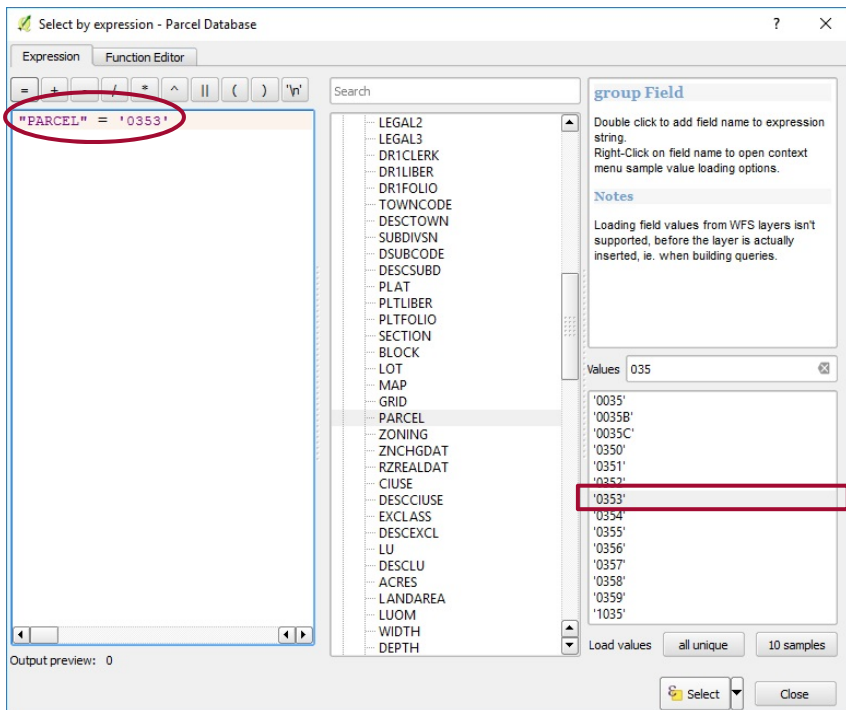 Select by expression - Parcel Database
? X
Expression
Function Editor
= + - / * ^ || ( ) '\n'
"PARCEL" = '0353'
Output preview: 0
Search
LEGAL2
LEGAL3
DR1CLERK
DR1LIBER
DR1FOLIO
TOWNCODE
DESCTOWN
SUBDIVSN
DSUBCODE
DESCSUBD
PLAT
PLTLIBER
PLTFOLIO
SECTION
BLOCK
LOT
MAP
GRID
PARCEL
ZONING
ZNCHGDAT
RZREALDAT
CIUSE
DESCCIUSE
EXCLASS
DESCEXCL
LU
DESCLU
ACRES
LANDAREA
LUOM
WIDTH
DEPTH
group Field
Double click to add field name to expression
string.
Right-Click on field name to open context
menu sample value loading options.
Notes
Loading field values from WFS layers isn't
supported, before the layer is actually
inserted, ie. when building queries.
Values 035
'0035'
'0035B'
'0035C'
'0350'
'0351'
'0352'
'0353'
'0354'
'0355'
'0356'
'0357'
'0358'
'0359'
'1035'
Load values all unique 10 samples
Select Close